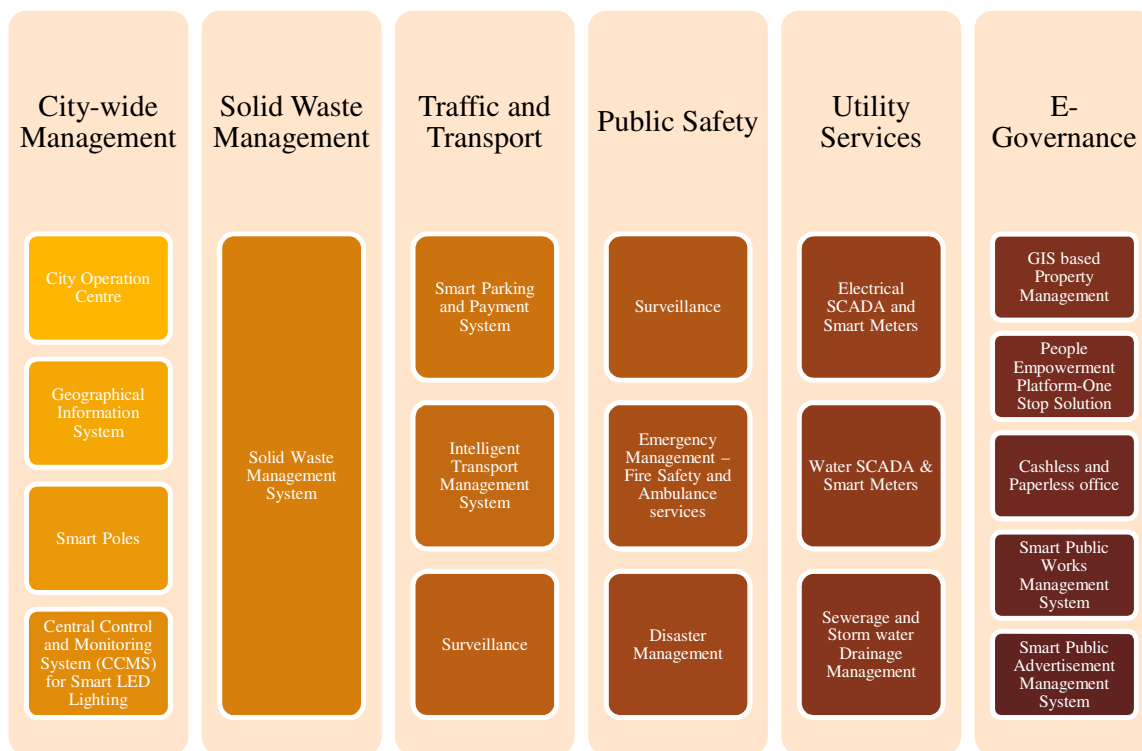 City-wide
Management
City Operation
Centre
Geographical
Information
System
Smart Poles
Central Control
and Monitoring
System (CCMS)
for Smart LED
Lighting
Solid Waste
Management
Solid Waste
Management
System
Traffic and
Transport
Smart Parking
and Payment
System
Intelligent
Transport
Management
System
Surveillance
Public Safety
Surveillance
Emergency
Management –
Fire Safety and
Ambulance
services
Disaster
Management
Utility
Services
Electrical
SCADA and
Smart Meters
Water SCADA &
Smart Meters
Sewerage and
Storm water
Drainage
Management
E-
Governance
GIS based
Property
Management
People
Empowerment
Platform-One
Stop Solution
Cashless and
Paperless office
Smart Public
Works
Management
System
Smart Public
Advertisement
Management
System